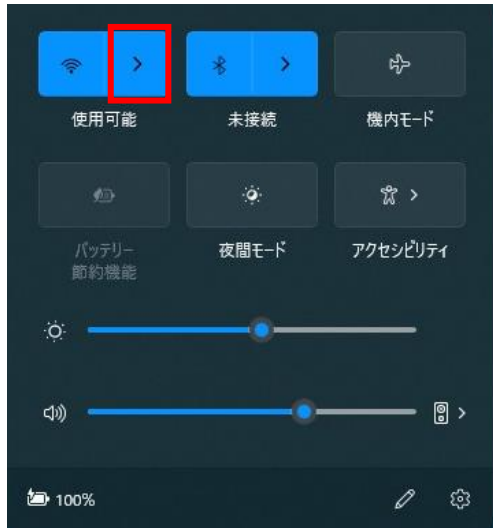 使用可能
未接続
機内モード
バッテリー
節約機能
夜間モード
アクセシビリティ
100%